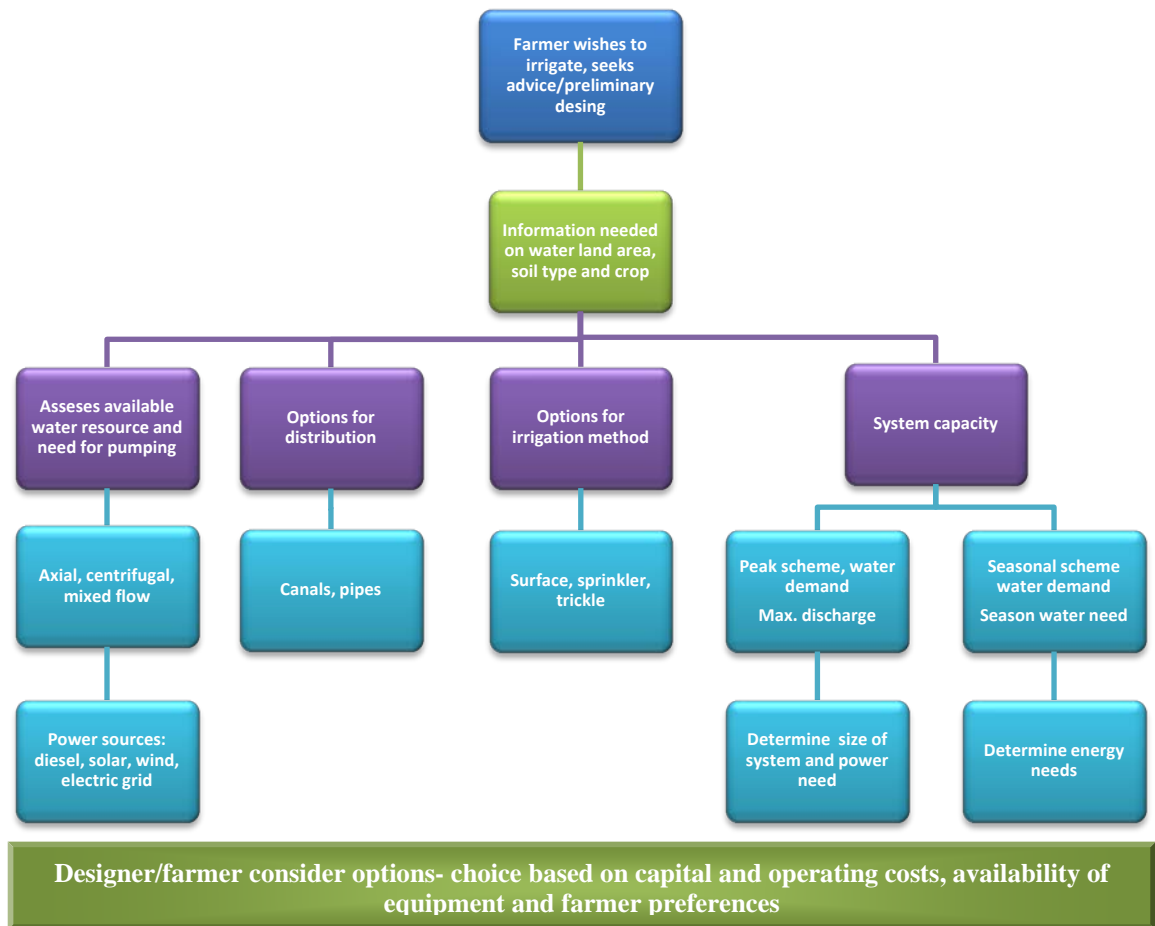 Farmer wishes to
irrigate, seeks
advice/preliminary
desing
Information needed
on water land area,
soil type and crop
Asseses available
water resource and
need for pumping
Options for
distribution
Options for
irrigation method
System capacity
Axial, centrifugal,
mixed flow
Canals, pipes
Surface, sprinkler,
trickle
Peak scheme, water
demand
Max. discharge
Seasonal scheme
water demand
Season water need
Power sources:
diesel, solar, wind,
electric grid
Determine size of
system and power
need
Determine energy
needs
Designer/farmer consider options- choice based on capital and operating costs, availability of
equipment and farmer preferences